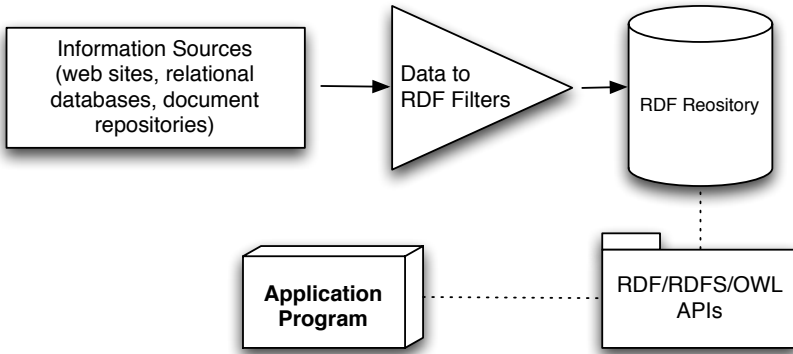 Information Sources
(web sites, relational
databases, document
repositories)
Data to
RDF Filters
RDF Reository
Application
Program
RDF/RDFS/OWL
APIs